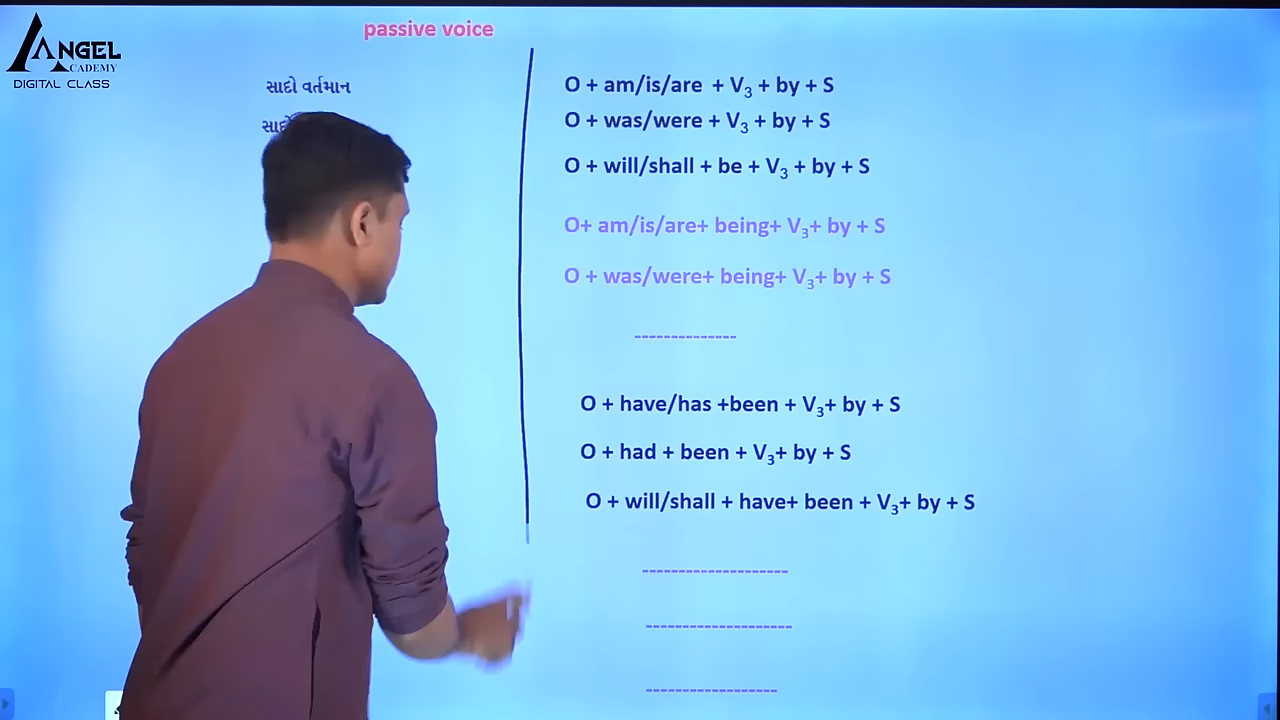 ANGEL
ACADEMY
DIGITAL CLASS
passive voice
સાદો વર્તમાન
O + am/is/are + V₃ + by + S
સાદો
O + was/were + V₃ + by + S
O + will/shall + be + V₃ + by + S
O+ am/is/are+ being+ V₃+ by + S
O + was/were+ being+ V₃+ by + S
--------------
O + have/has +been + V₃+ by + S
O + had + been + V₃+ by + S
O + will/shall + have+ been + V₃+ by + S
--------------------
--------------------
------------------